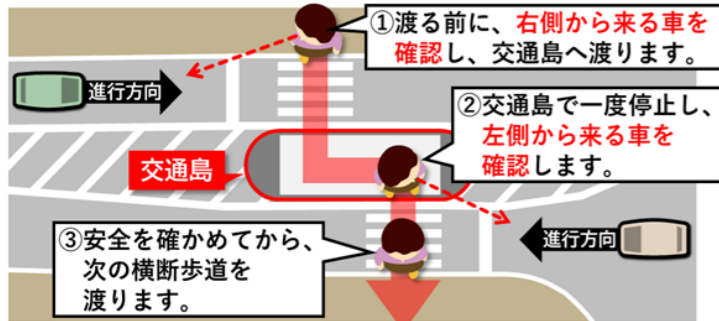 ①渡る前に、右側から来る車を
確認し、交通島へ渡ります。
進行方向
②交通島で一度停止し、
左側から来る車を
確認します。
交通島
③安全を確かめてから、
次の横断歩道を
渡ります。
進行方向